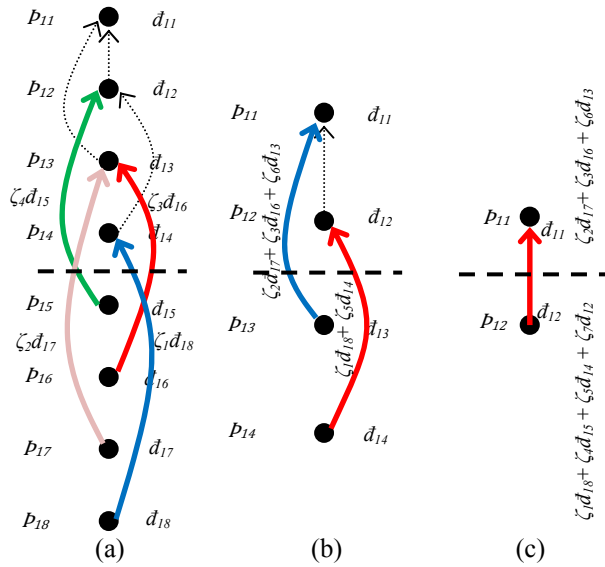 Þ₁₁ đ₁₁
Þ₁₂ đ₁₂
Þ₁₃ đ₁₃
ζ₄đ₁₅ ζ₃đ₁₆
Þ₁₄ đ₁₄
Þ₁₅ đ₁₅
ζ₂đ₁₇ ζ₁đ₁₈
Þ₁₆ đ₁₆
Þ₁₇ đ₁₇
Þ₁₈ đ₁₈
(a)
Þ₁₁ đ₁₁
ζ₂đ₁₇ + ζ₃đ₁₆ + ζ₆đ₁₃
Þ₁₂ đ₁₂
Þ₁₃ đ₁₃
ζ₁đ₁₈ + ζ₅đ₁₄
Þ₁₄ đ₁₄
(b)
ζ₂đ₁₇ + ζ₃đ₁₆ + ζ₆đ₁₃
Þ₁₁ đ₁₁
Þ₁₂ đ₁₂
ζ₁đ₁₈ + ζ₄đ₁₅ + ζ₅đ₁₄ + ζ₇đ₁₂
(c)